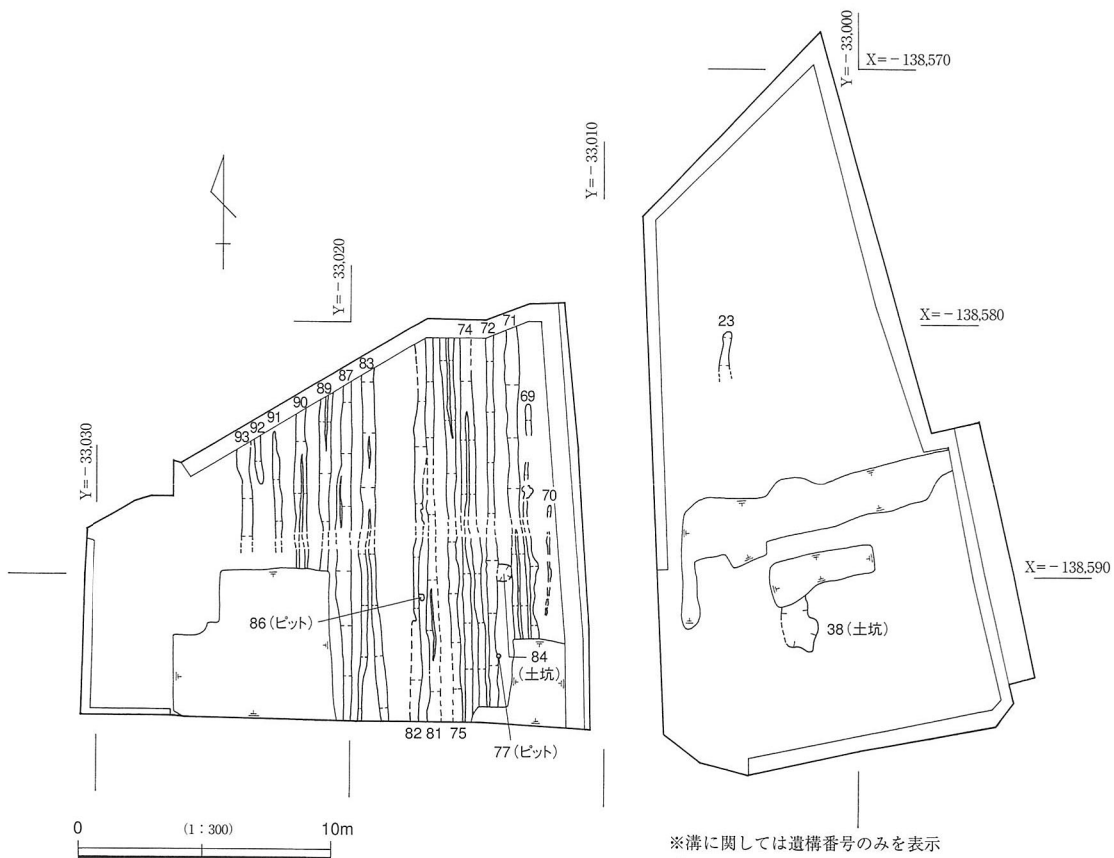 Y=-33,000
X=-138,570
Y=-33,010
Y=-33,020
X=-138,580
71
72
74
23
83
87
89
69
90
91
92
93
Y=-33,030
70
X=-138,590
86(ピット)
38(土坑)
84
(土坑)
82 81 75
77(ピット)
0 (1:300) 10m
※溝に関しては遺構番号のみを表示